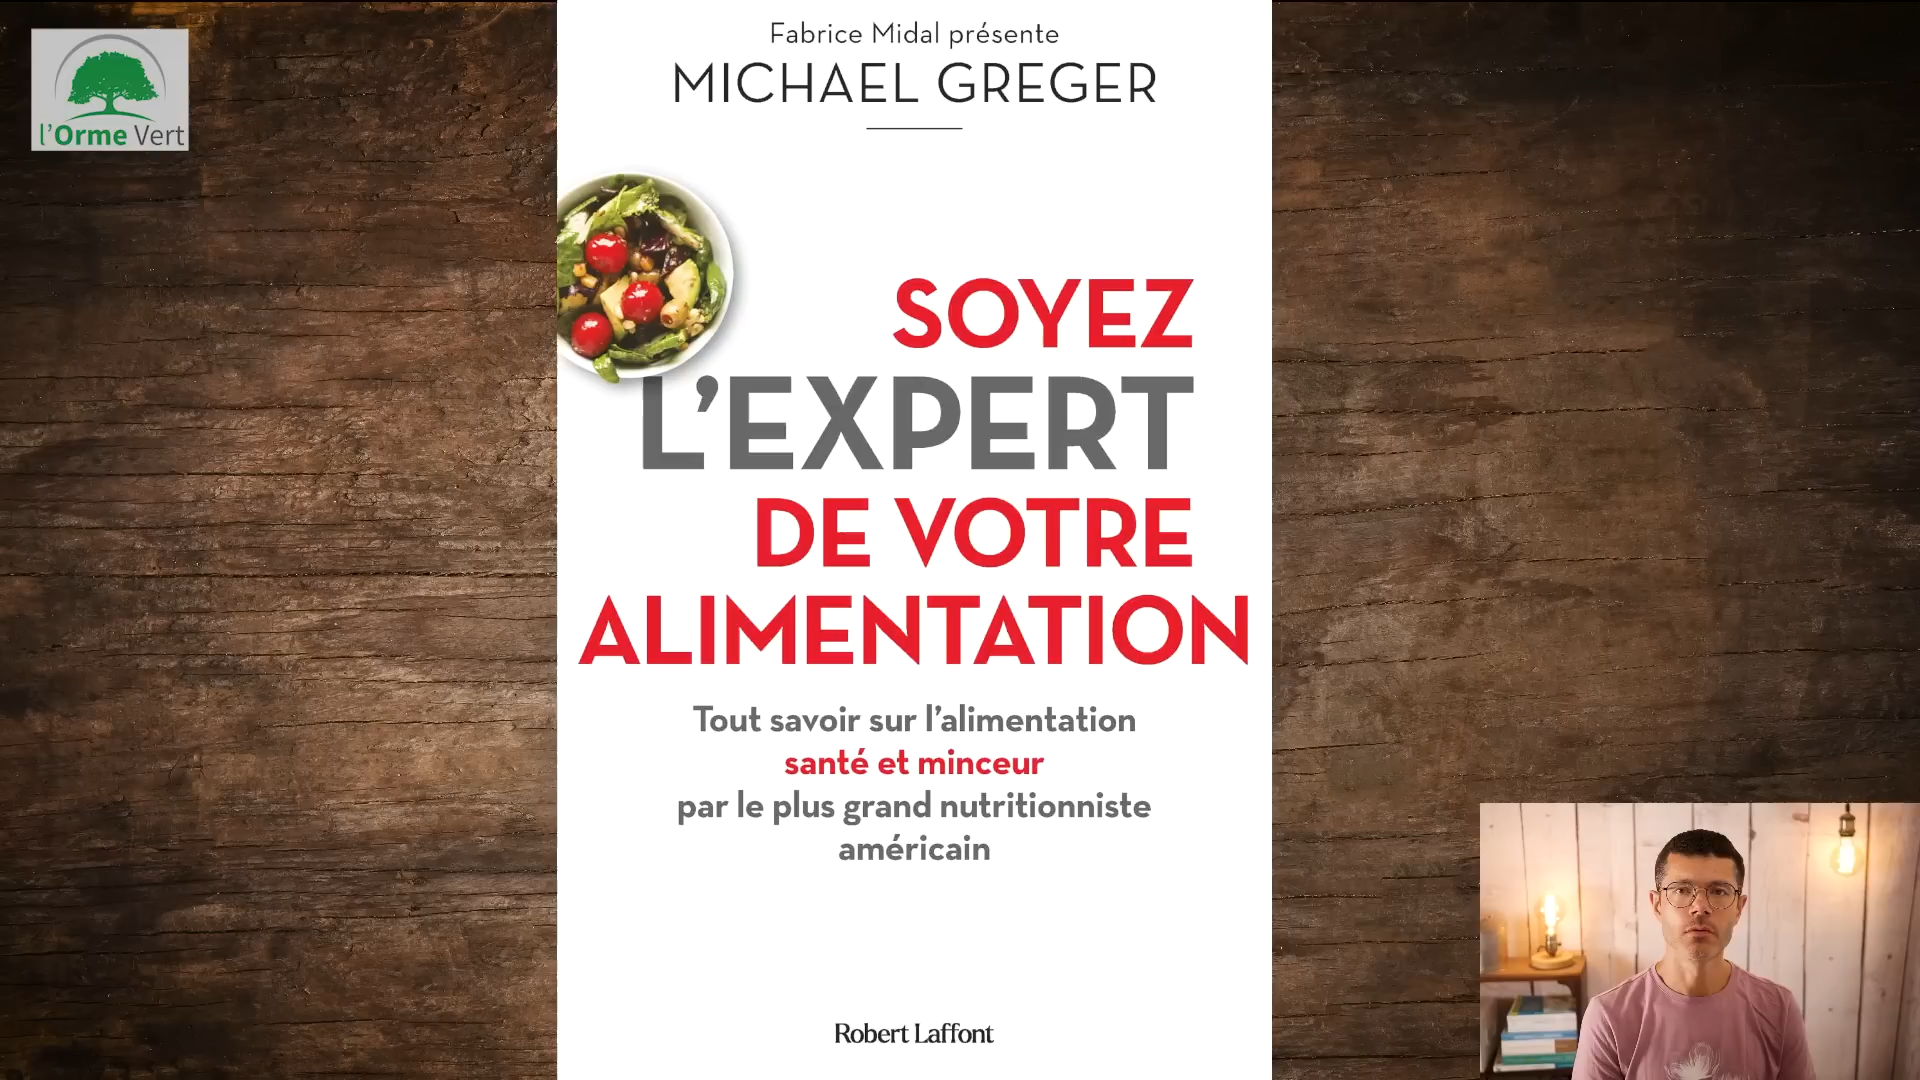 l'Orme Vert
Fabrice Midal présente
MICHAEL GREGER
SOYEZ
L'EXPERT
DE VOTRE
ALIMENTATION
Tout savoir sur l'alimentation
santé et minceur
par le plus grand nutritionniste
américain
Robert Laffont